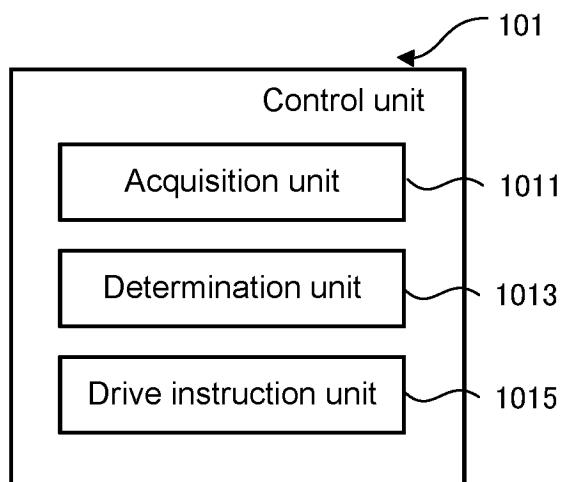 101
Control unit
Acquisition unit
1011
Determination unit
1013
Drive instruction unit
1015